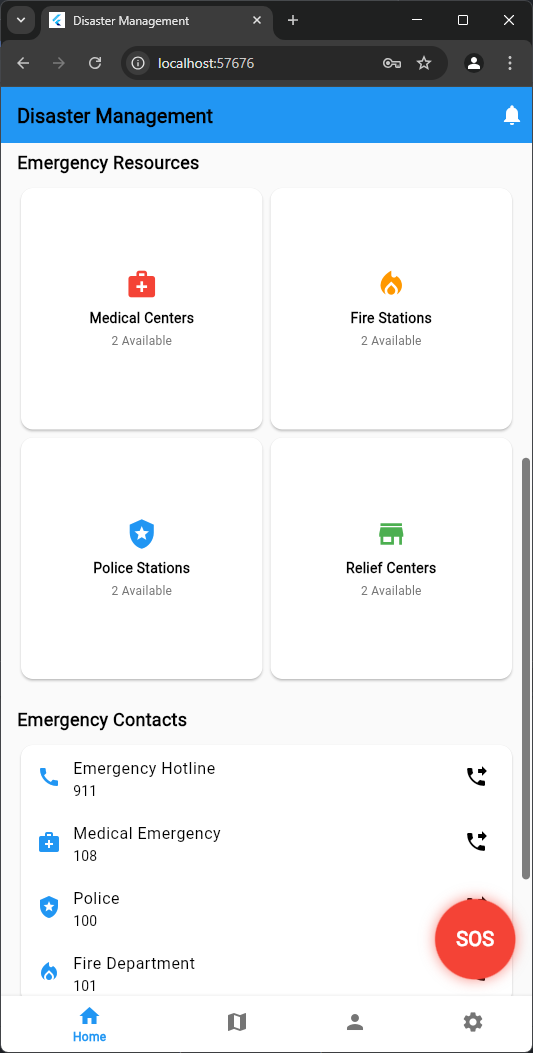 Disaster Management
localhost:57676
Disaster Management
Emergency Resources
Medical Centers
2 Available
Fire Stations
2 Available
Police Stations
2 Available
Relief Centers
2 Available
Emergency Contacts
Emergency Hotline
911
Medical Emergency
108
Police
100
SOS
Fire Department
101
Home